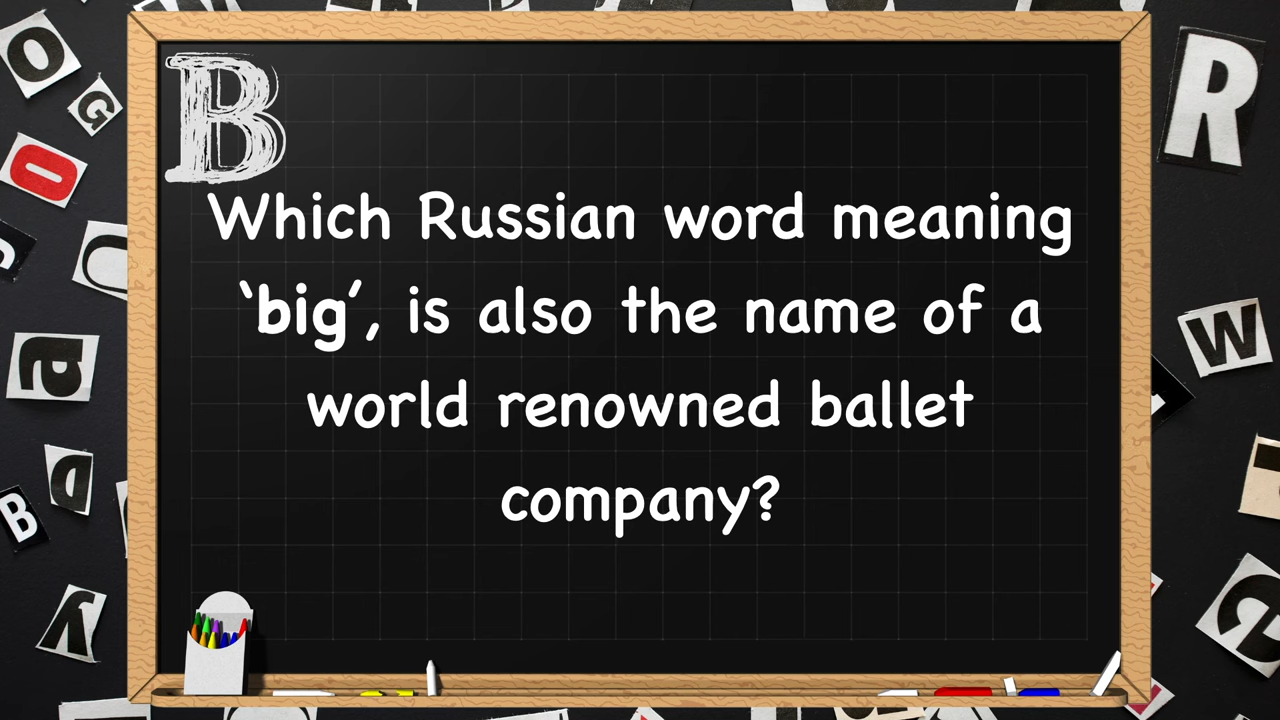 B
Which Russian word meaning
‘big’, is also the name of a
world renowned ballet
company?
O
G
R
O
a
W
D
B
y